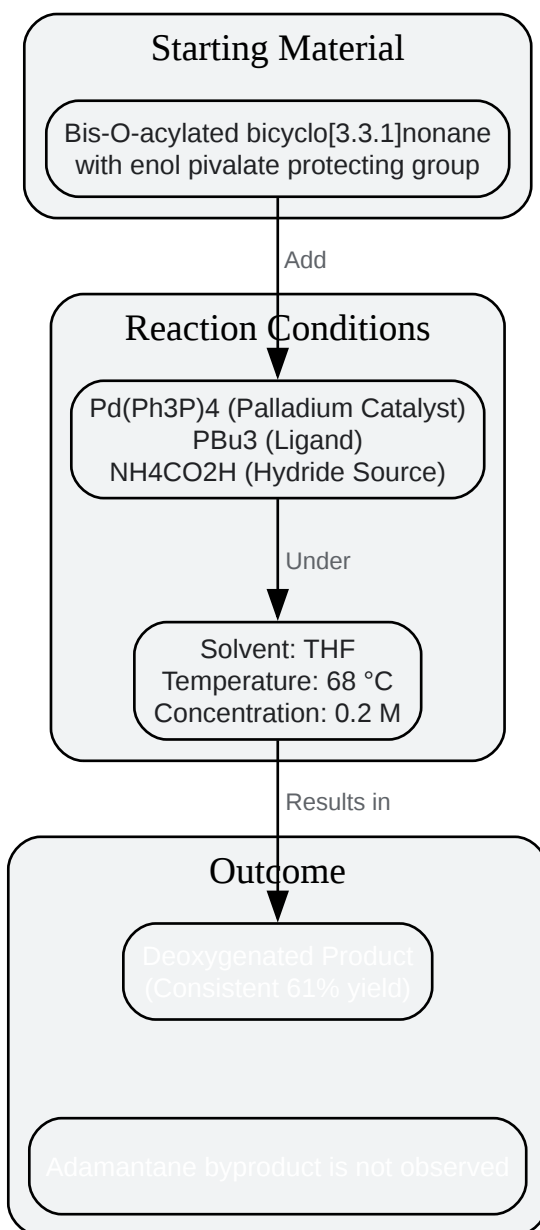 Starting Material
Bis-O-acylated bicyclo[3.3.1]nonane
with enol pivalate protecting group
Add
Reaction Conditions
Pd(Ph3P)4 (Palladium Catalyst)
PBu3 (Ligand)
NH4CO2H (Hydride Source)
Under
Solvent: THF
Temperature: 68 °C
Concentration: 0.2 M
Results in
Outcome
Deoxygenated Product
(Consistent 61% yield)
Adamantane byproduct is not observed